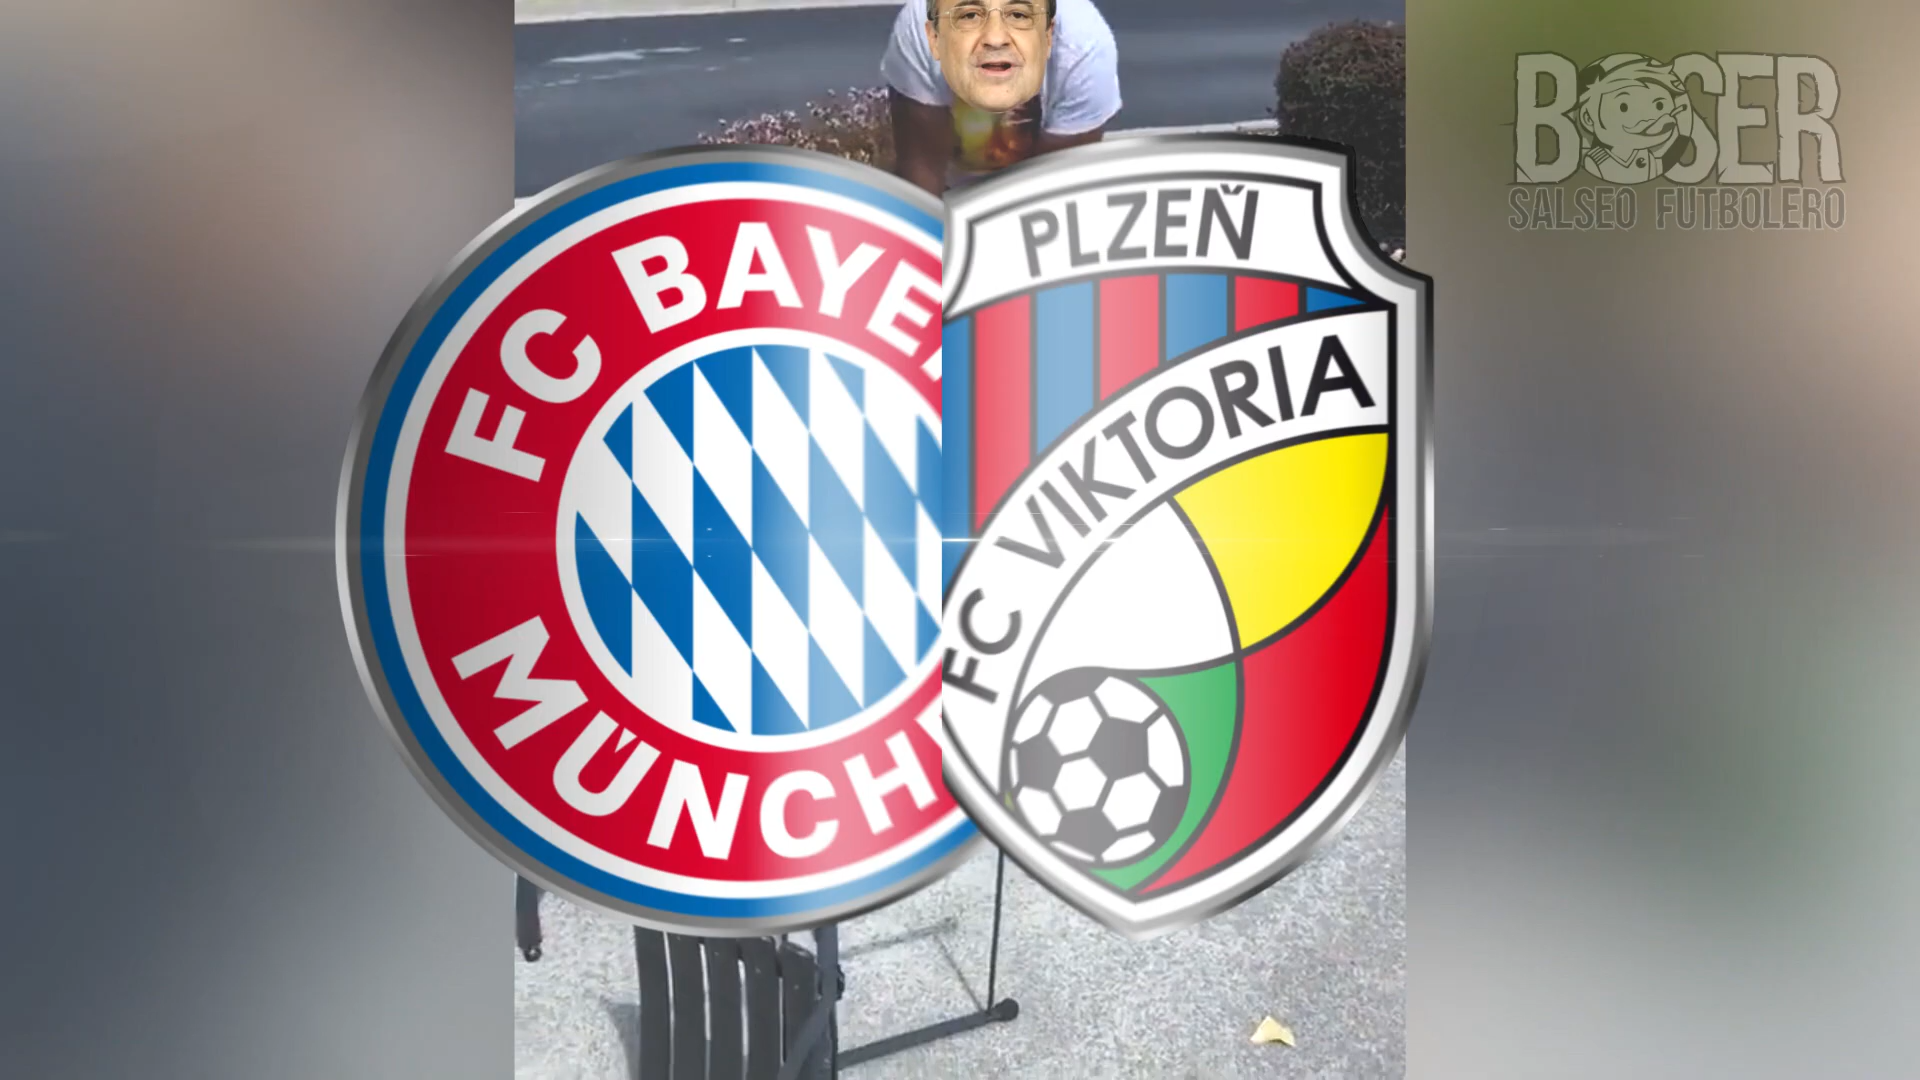 BOSER
SALSEO FUTBOLERO
FC BAYE
MÜNCH
PLZEŇ
FC VIKTORIA